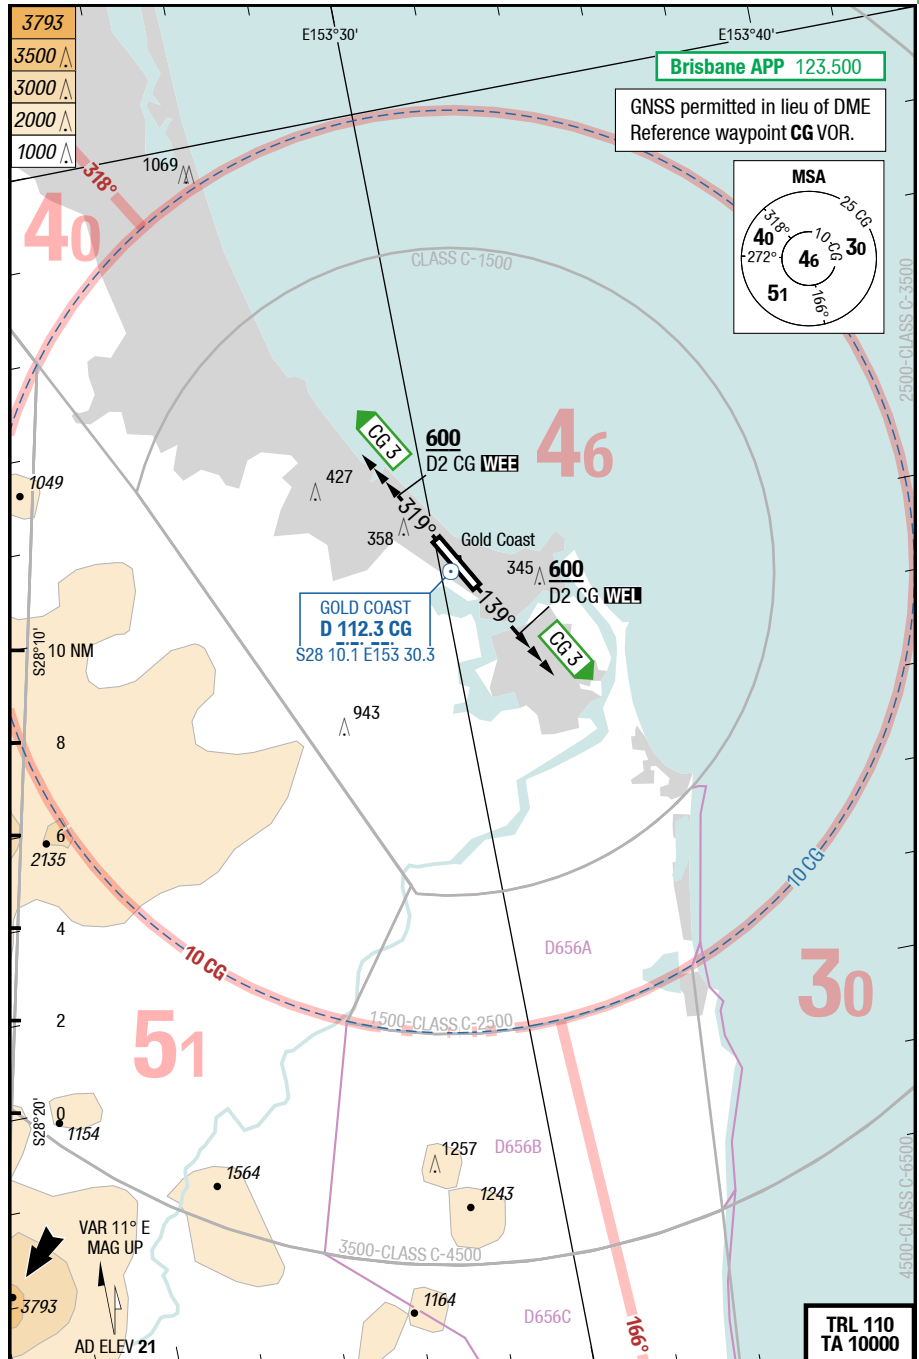 3793
3500
3000
2000
1000
E153°30'
E153°40'
Brisbane APP 123.500
GNSS permitted in lieu of DME
Reference waypoint CG VOR.
MSA
25 CG
318°
10 CG
40
30
46
272°
51
166°
1069
318°
40
CLASS C-1500
2500-CLASS C-3500
46
CG 3
600
D2 CG WEE
427
1049
319°
358
Gold Coast
345
600
D2 CG WEL
139°
CG 3
GOLD COAST
D 112.3 CG
S28 10.1 E153 30.3
S28°10'
10 NM
943
8
6
2135
10 CG
4
D656A
10 CG
30
2
1500-CLASS C-2500
51
S28°20'
0
1154
1257
D656B
1564
1243
4500-CLASS C-6500
VAR 11° E
MAG UP
3500-CLASS C-4500
3793
1164
D656C
166°
AD ELEV 21
TRL 110
TA 10000